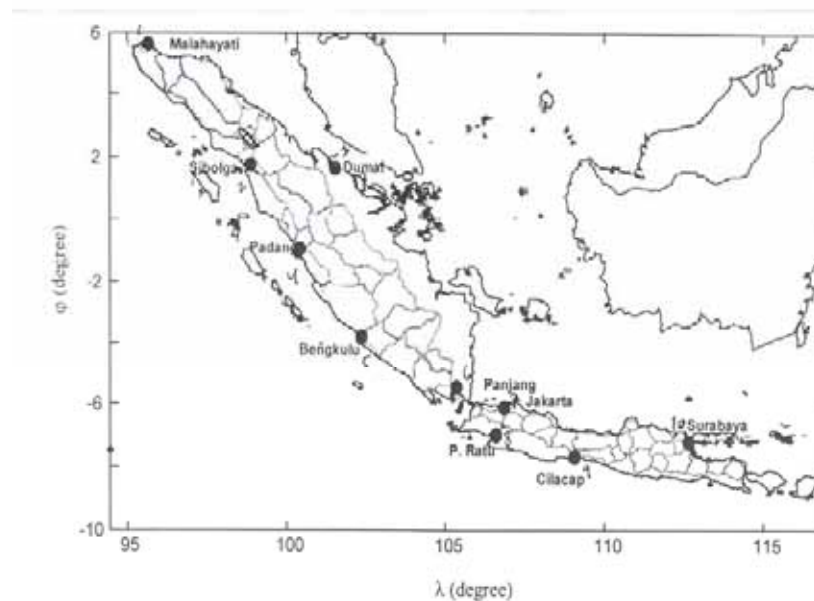 6
Malahayati
2
Sibolga
Dumai
Padang
-2
φ (degree)
Bengkulu
Panjang
-6
Jakarta
Surabaya
P. Ratu
Cilacap
-10
95
100
105
110
115
λ (degree)